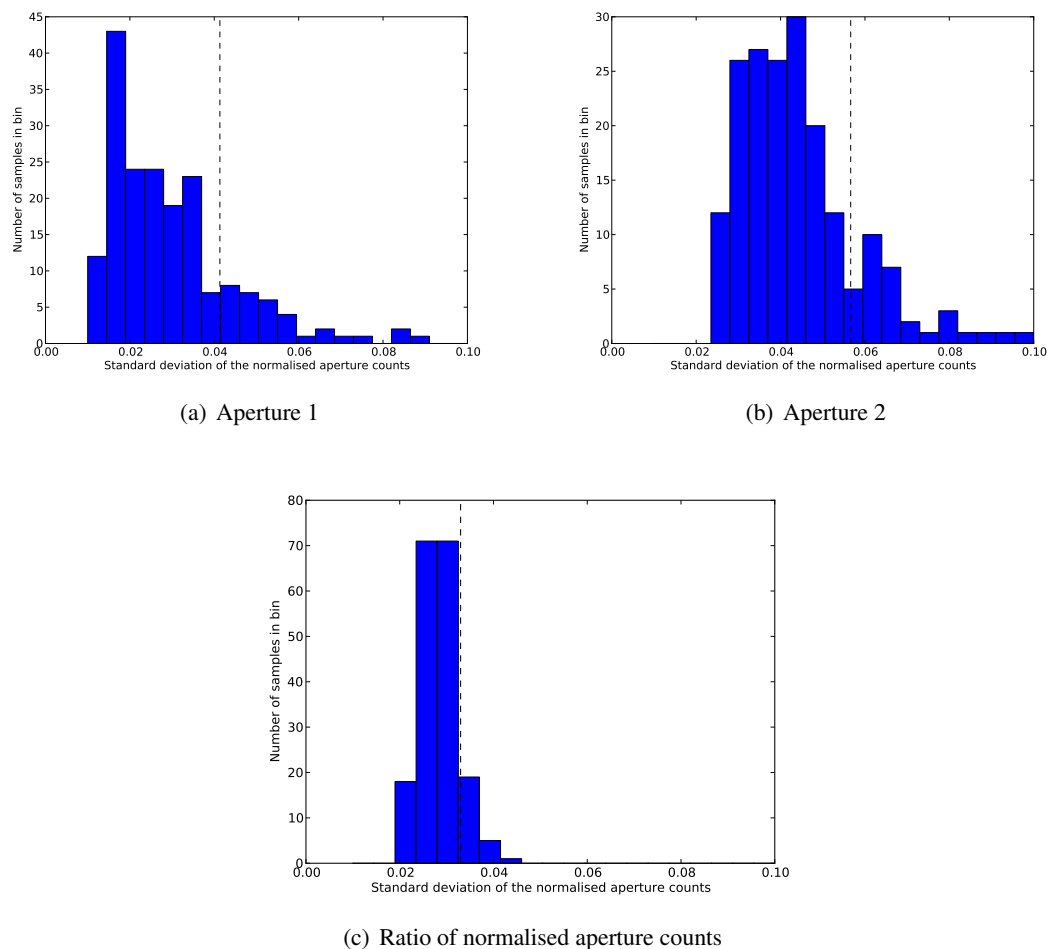 45
40
35
30
25
20
15
10
5
0
Number of samples in bin
0.00 0.02 0.04 0.06 0.08 0.10
Standard deviation of the normalised aperture counts
(a) Aperture 1
30
25
20
15
10
5
0
Number of samples in bin
0.00 0.02 0.04 0.06 0.08 0.10
Standard deviation of the normalised aperture counts
(b) Aperture 2
80
70
60
50
40
30
20
10
0
Number of samples in bin
0.00 0.02 0.04 0.06 0.08 0.10
Standard deviation of the normalised aperture counts
(c) Ratio of normalised aperture counts